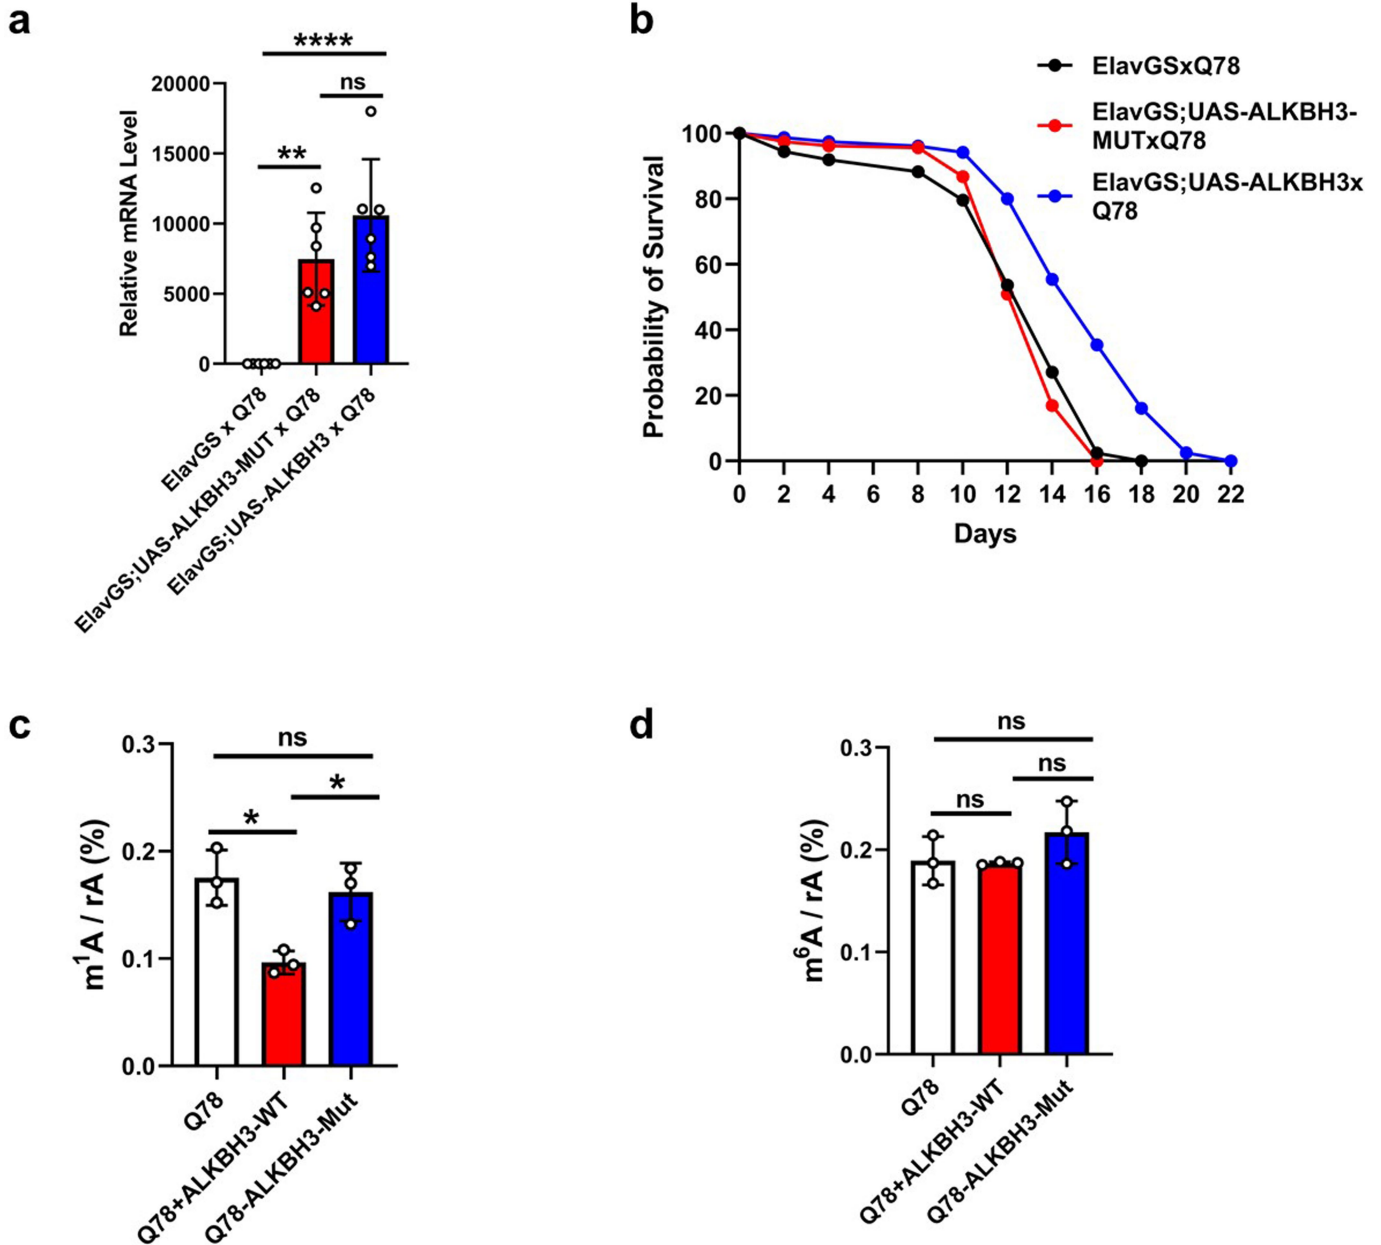 a
****
ns
**
Relative mRNA Level
20000
15000
10000
5000
0
ElavGS x Q78
ElavGS;UAS-ALKBH3-MUT x Q78
ElavGS;UAS-ALKBH3 x Q78
b
ElavGSxQ78
ElavGS;UAS-ALKBH3-
MUTxQ78
ElavGS;UAS-ALKBH3x
Q78
Probability of Survival
100
80
60
40
20
0
0 2 4 6 8 10 12 14 16 18 20 22
Days
c
ns
*
*
m¹A / rA (%)
0.3
0.2
0.1
0.0
Q78
Q78+ALKBH3-WT
Q78-ALKBH3-Mut
d
ns
ns
ns
m⁶A / rA (%)
0.3
0.2
0.1
0.0
Q78
Q78+ALKBH3-WT
Q78-ALKBH3-Mut